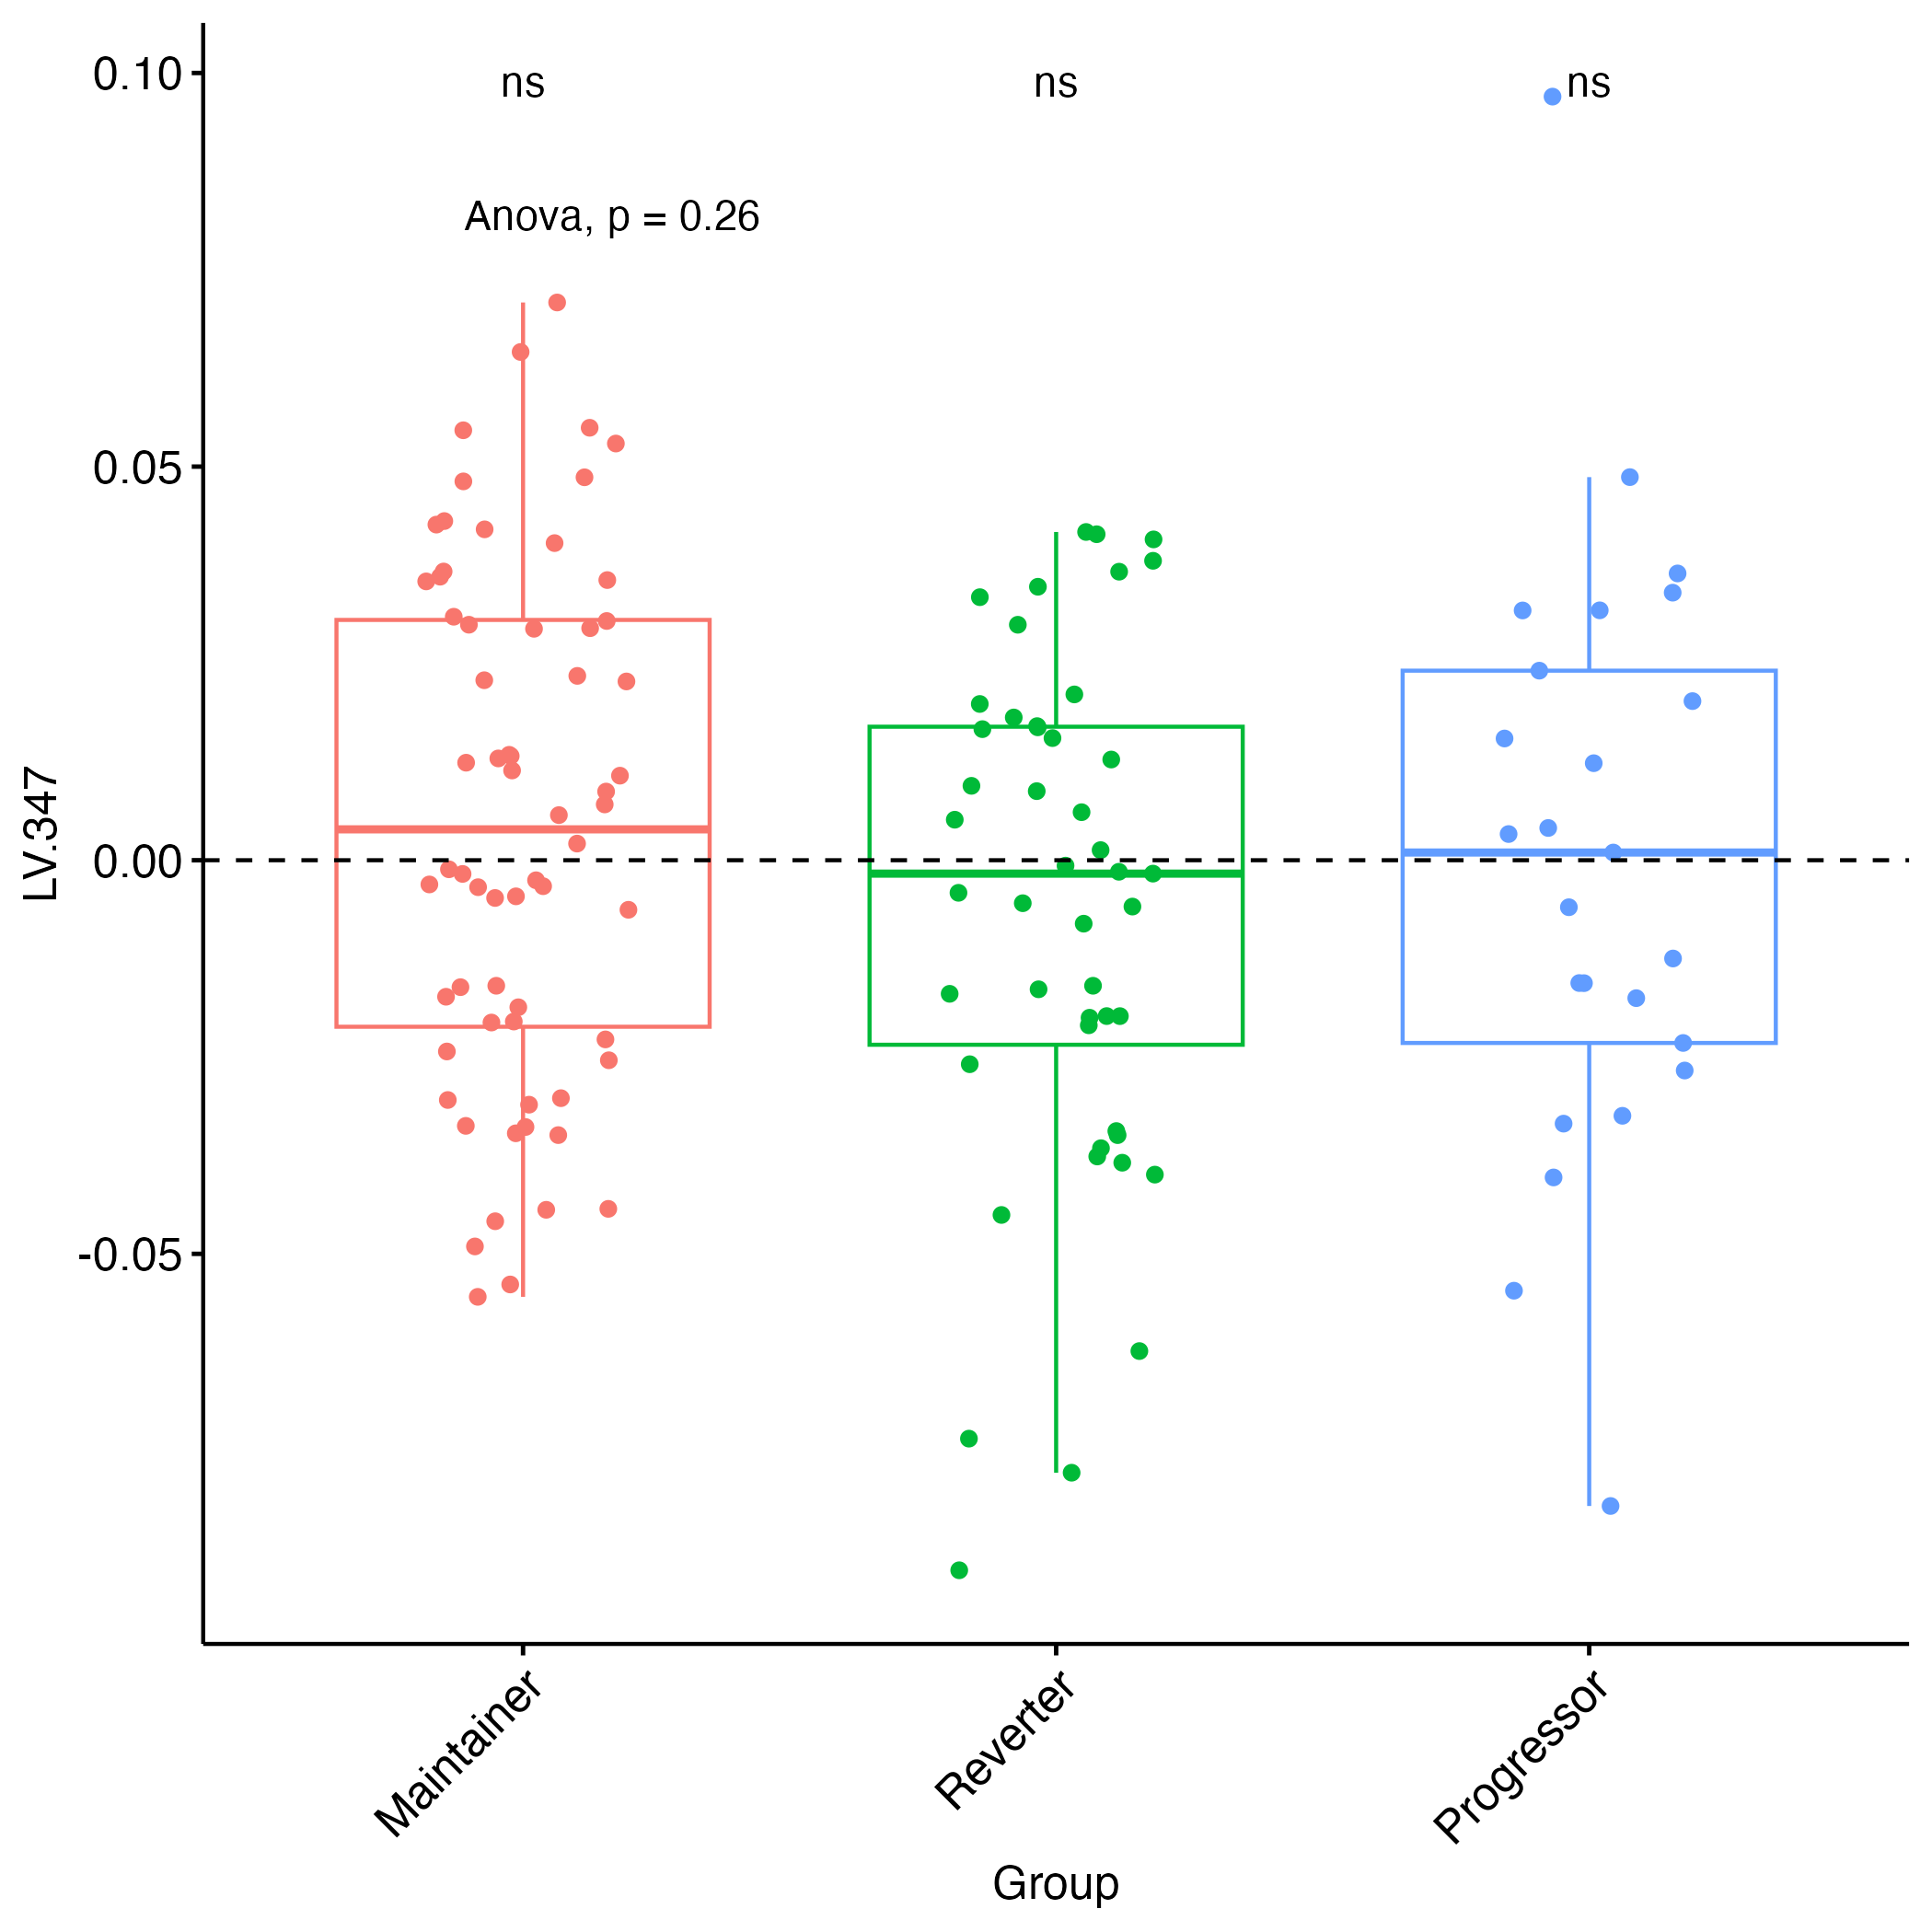 0.10
ns
ns
ns
Anova, p = 0.26
0.05
LV.347
0.00
-0.05
Maintainer
Reverter
Progressor
Group